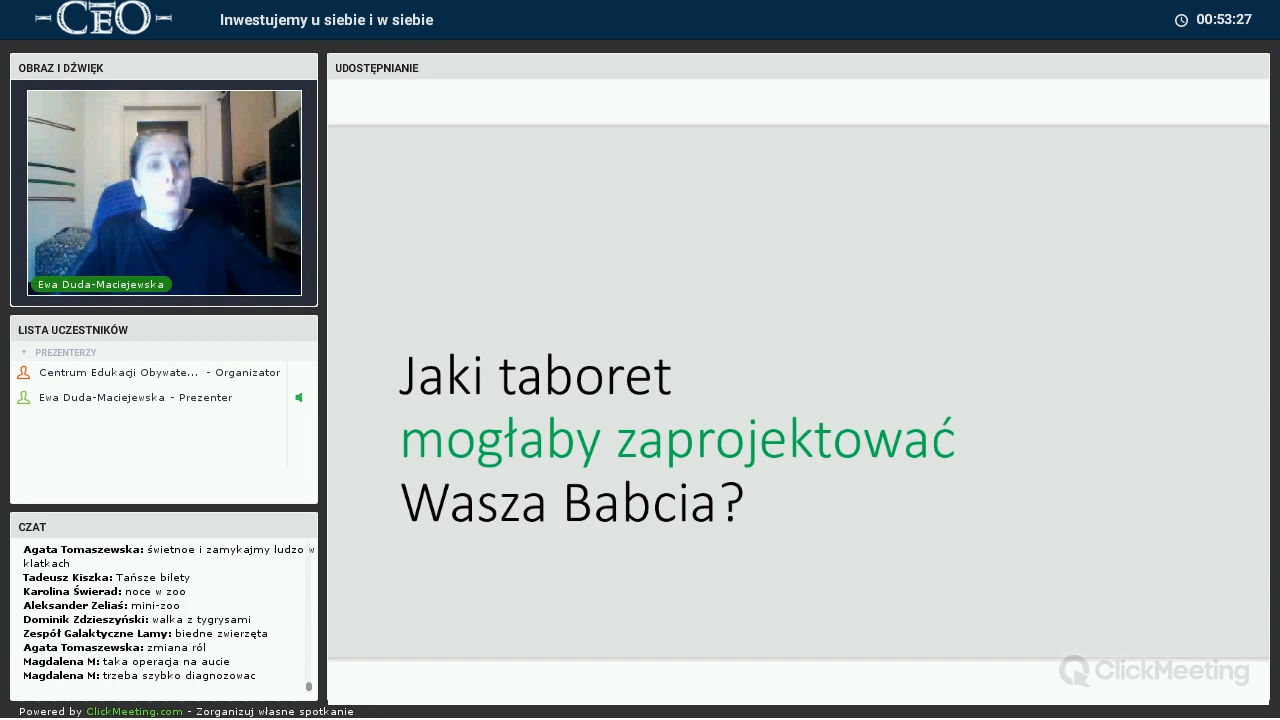 CEO
Inwestujemy u siebie i w siebie
00:53:27
OBRAZ I DŹWIĘK
Ewa Duda-Maciejewska
LISTA UCZESTNIKÓW
PREZENTERZY
Centrum Edukacji Obywate... - Organizator
Ewa Duda-Maciejewska - Prezenter
CZAT
Agata Tomaszewska: świetnoe i zamykajmy ludzo w
klatkach
Tadeusz Kiszka: Tańsze bilety
Karolina Świerad: noce w zoo
Aleksander Zeliaś: mini-zoo
Dominik Zdzieszyński: walka z tygrysami
Zespół Galaktyczne Lamy: biedne zwierzęta
Agata Tomaszewska: zmiana ról
Magdalena M: taka operacja na aucie
Magdalena M: trzeba szybko diagnozowac
Powered by ClickMeeting.com - Zorganizuj własne spotkanie
UDOSTĘPNIANIE
Jaki taboret
mogłaby zaprojektować
Wasza Babcia?
ClickMeeting